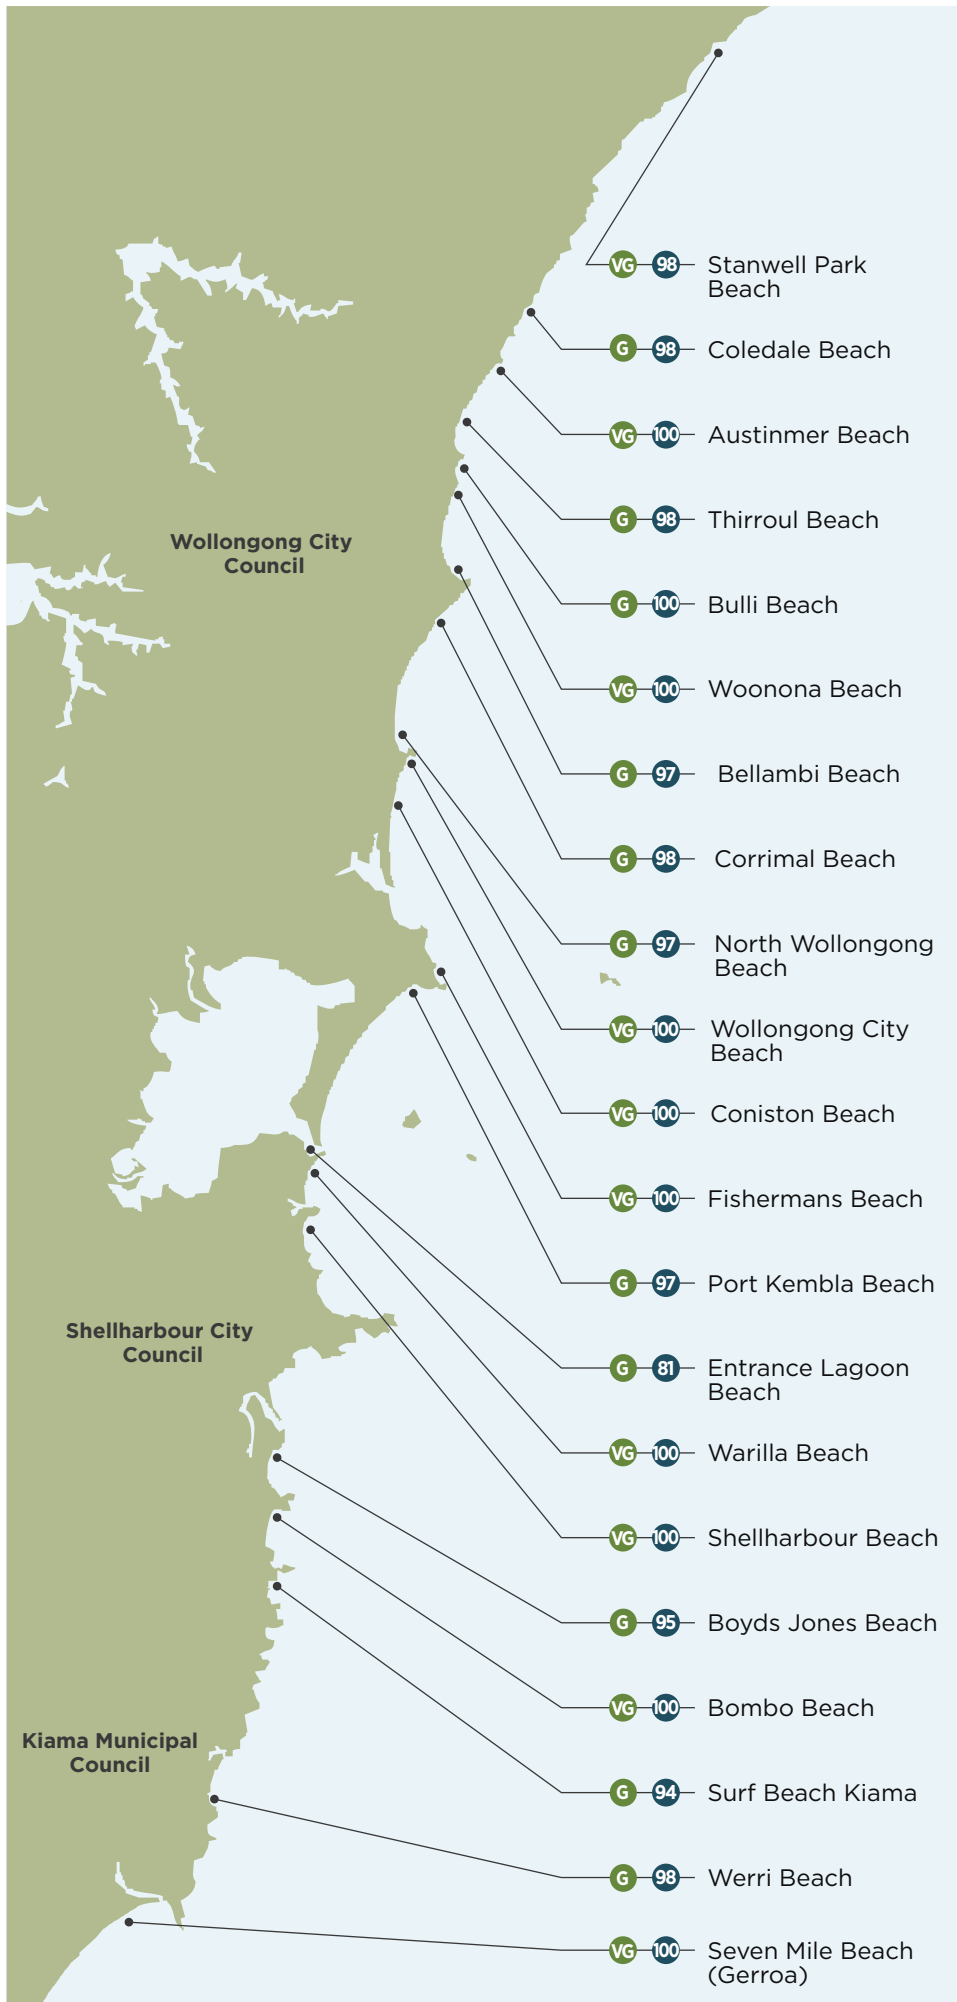 VG 98 Stanwell Park
Beach
G 98 Coledale Beach
VG 100 Austinmer Beach
G 98 Thirroul Beach
Wollongong City
Council
G 100 Bulli Beach
VG 100 Woonona Beach
G 97 Bellambi Beach
G 98 Corrimal Beach
G 97 North Wollongong
Beach
VG 100 Wollongong City
Beach
VG 100 Coniston Beach
VG 100 Fishermans Beach
G 97 Port Kembla Beach
Shellharbour City
Council
G 81 Entrance Lagoon
Beach
VG 100 Warilla Beach
VG 100 Shellharbour Beach
G 95 Boyds Jones Beach
VG 100 Bombo Beach
Kiama Municipal
Council
G 94 Surf Beach Kiama
G 98 Werri Beach
VG 100 Seven Mile Beach
(Gerroa)